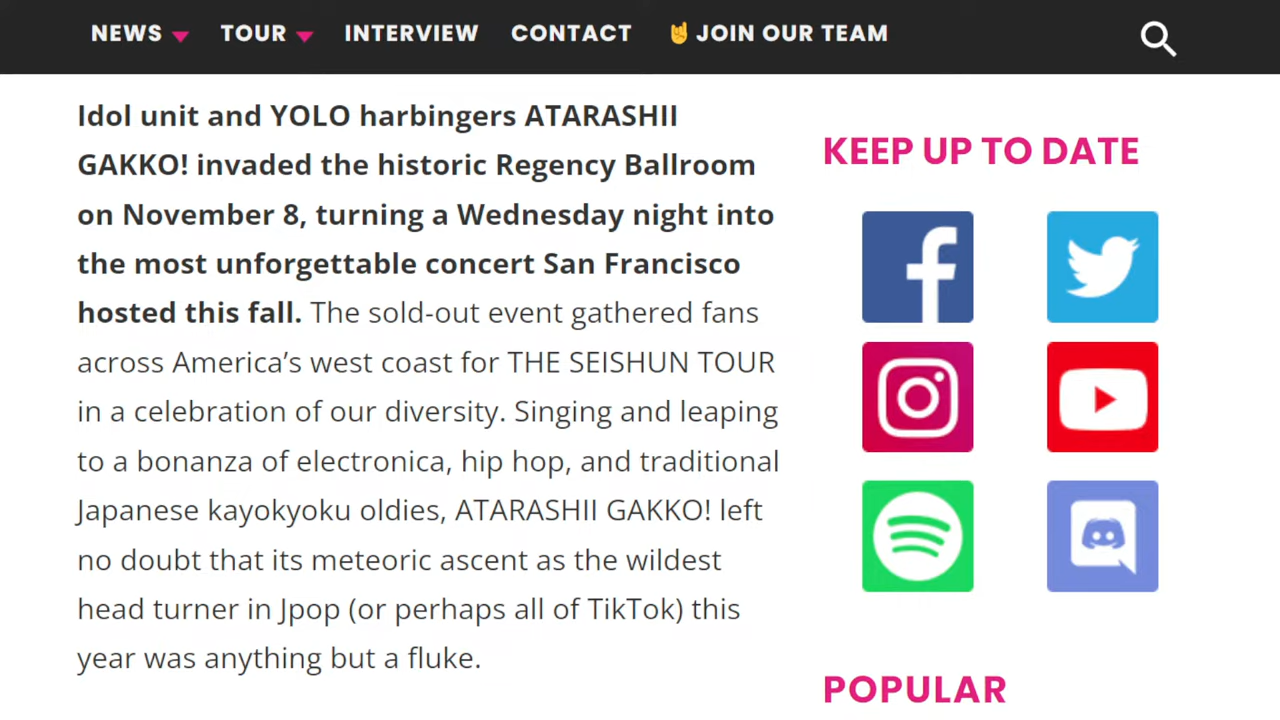 NEWS TOUR INTERVIEW CONTACT 🤘 JOIN OUR TEAM
Idol unit and YOLO harbingers ATARASHII
GAKKO! invaded the historic Regency Ballroom
on November 8, turning a Wednesday night into
the most unforgettable concert San Francisco
hosted this fall. The sold-out event gathered fans
across America’s west coast for THE SEISHUN TOUR
in a celebration of our diversity. Singing and leaping
to a bonanza of electronica, hip hop, and traditional
Japanese kayokyoku oldies, ATARASHII GAKKO! left
no doubt that its meteoric ascent as the wildest
head turner in Jpop (or perhaps all of TikTok) this
year was anything but a fluke.
KEEP UP TO DATE
POPULAR